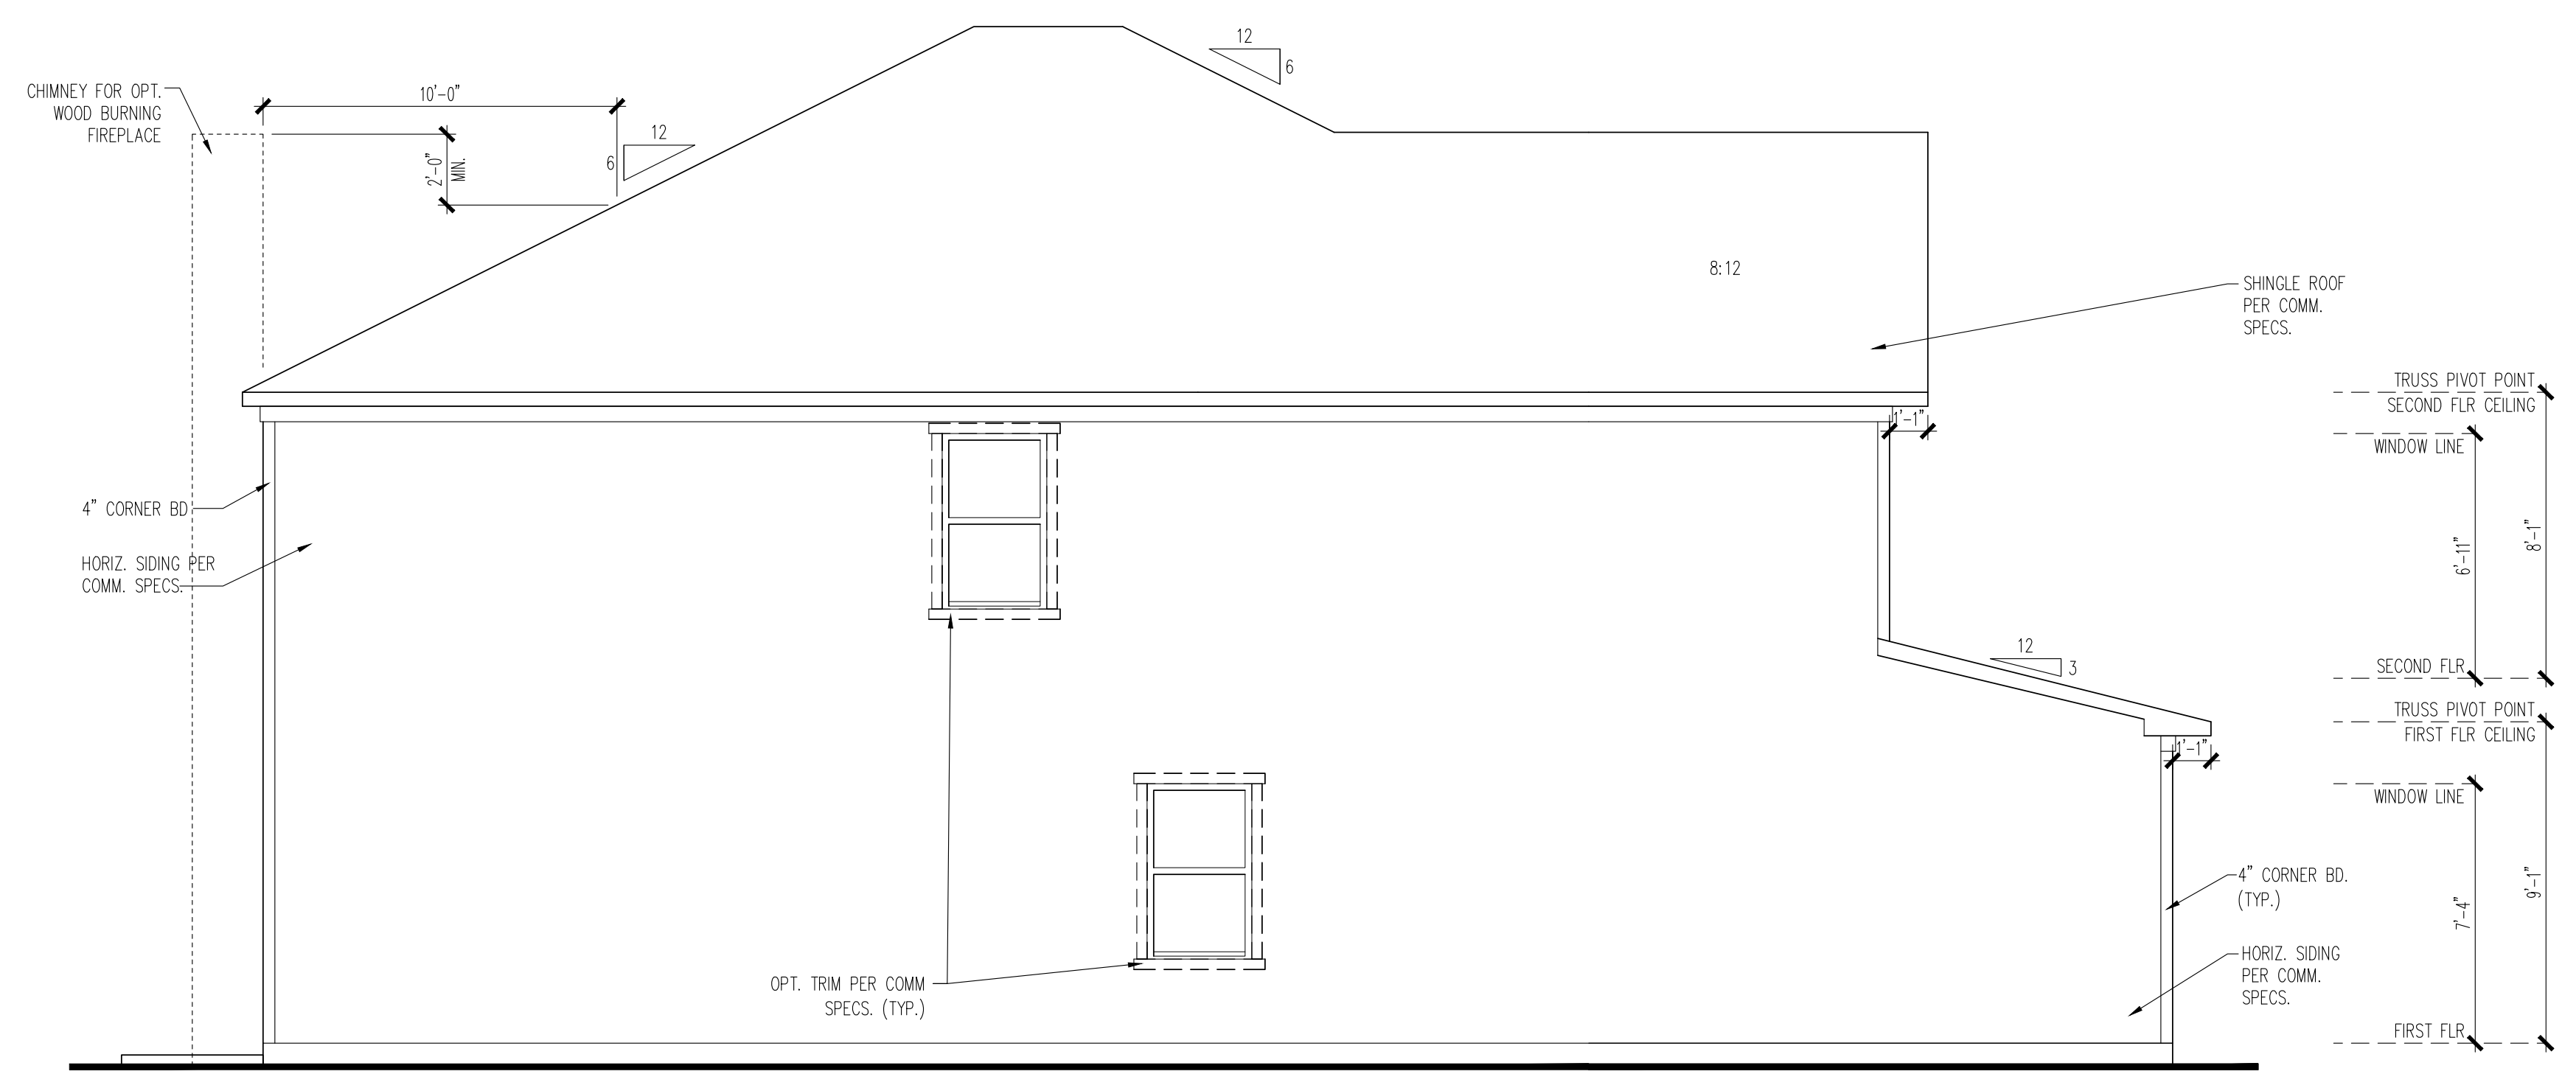 12
6
CHIMNEY FOR OPT.
WOOD BURNING
FIREPLACE
10'-0"
2'-0"
MIN.
12
6
8:12
SHINGLE ROOF
PER COMM.
SPECS.
TRUSS PIVOT POINT
SECOND FLR CEILING
1'-1"
WINDOW LINE
4" CORNER BD
HORIZ. SIDING PER
COMM. SPECS.
6'-11"
8'-1"
12
3
SECOND FLR
TRUSS PIVOT POINT
FIRST FLR CEILING
1'-1"
WINDOW LINE
4" CORNER BD.
(TYP.)
7'-4"
9'-1"
HORIZ. SIDING
PER COMM.
SPECS.
OPT. TRIM PER COMM
SPECS. (TYP.)
FIRST FLR